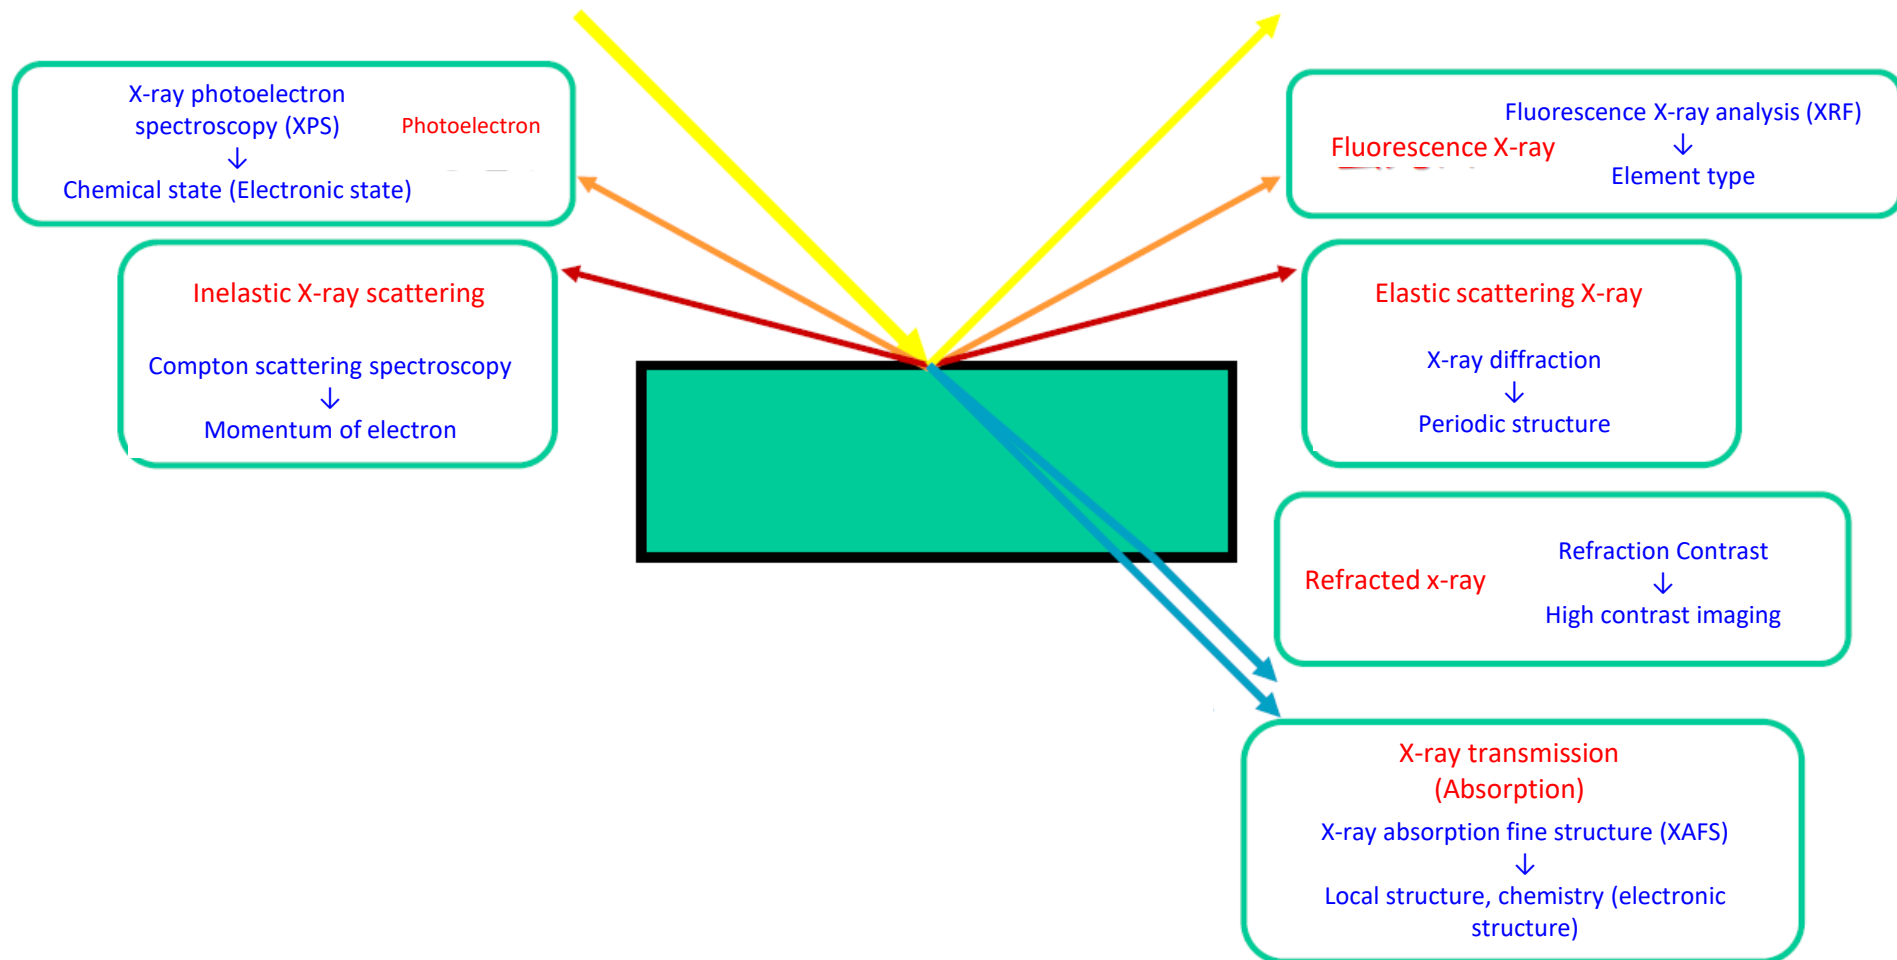 X-ray photoelectron
spectroscopy (XPS)
Photoelectron
↓
Chemical state (Electronic state)
Fluorescence X-ray analysis (XRF)
Fluorescence X-ray
↓
Element type
Inelastic X-ray scattering
Compton scattering spectroscopy
↓
Momentum of electron
Elastic scattering X-ray
X-ray diffraction
↓
Periodic structure
Refracted x-ray
Refraction Contrast
↓
High contrast imaging
X-ray transmission
(Absorption)
X-ray absorption fine structure (XAFS)
↓
Local structure, chemistry (electronic
structure)